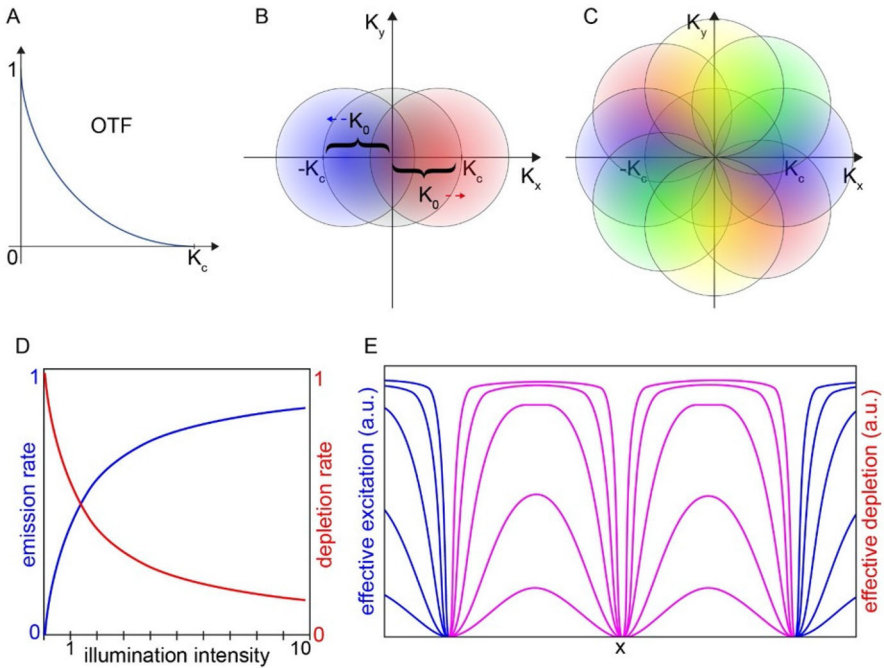 A
1
OTF
0
Kc
B
Ky
K0
-Kc
Kc
K0
Kx
C
Ky
-Kc
Kc
Kx
D
1
emission rate
0
1
10
illumination intensity
1
depletion rate
0
E
effective excitation (a.u.)
x
effective depletion (a.u.)